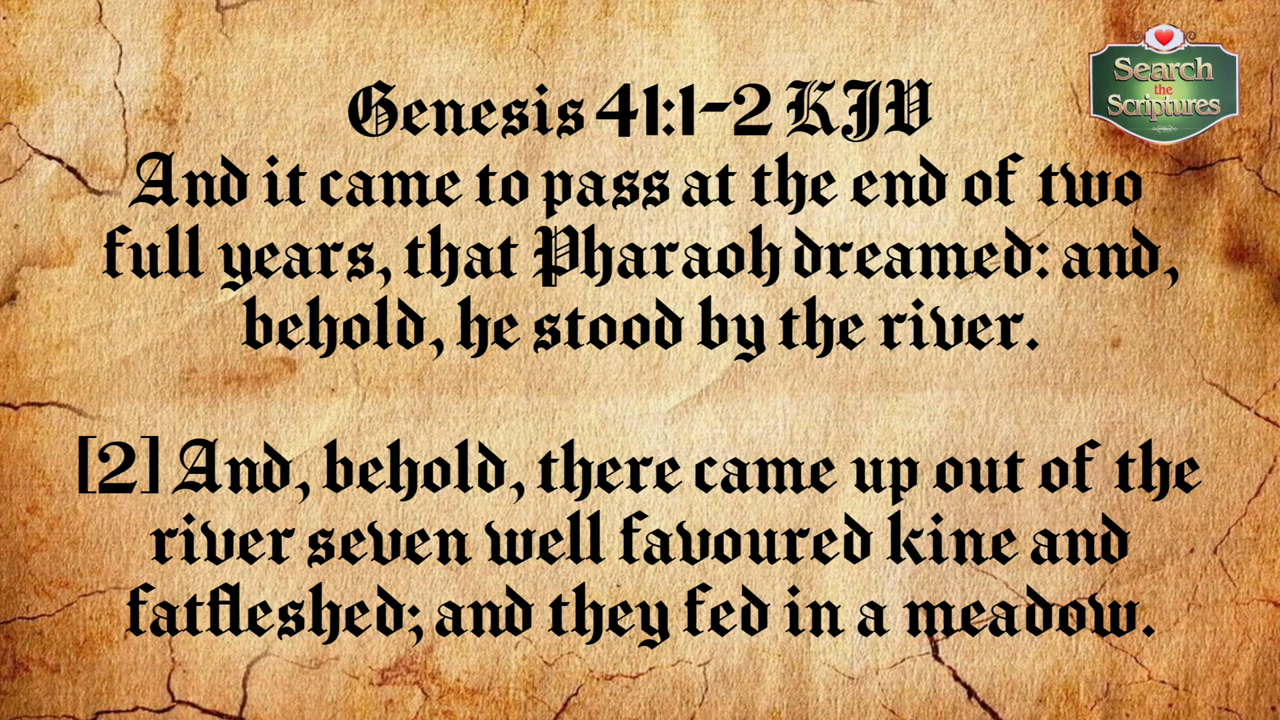 Search
the
Scriptures
Genesis 41:1-2 KJV
And it came to pass at the end of two
full years, that Pharaoh dreamed: and,
behold, he stood by the river.
[2] And, behold, there came up out of the
river seven well favoured kine and
fatfleshed; and they fed in a meadow.